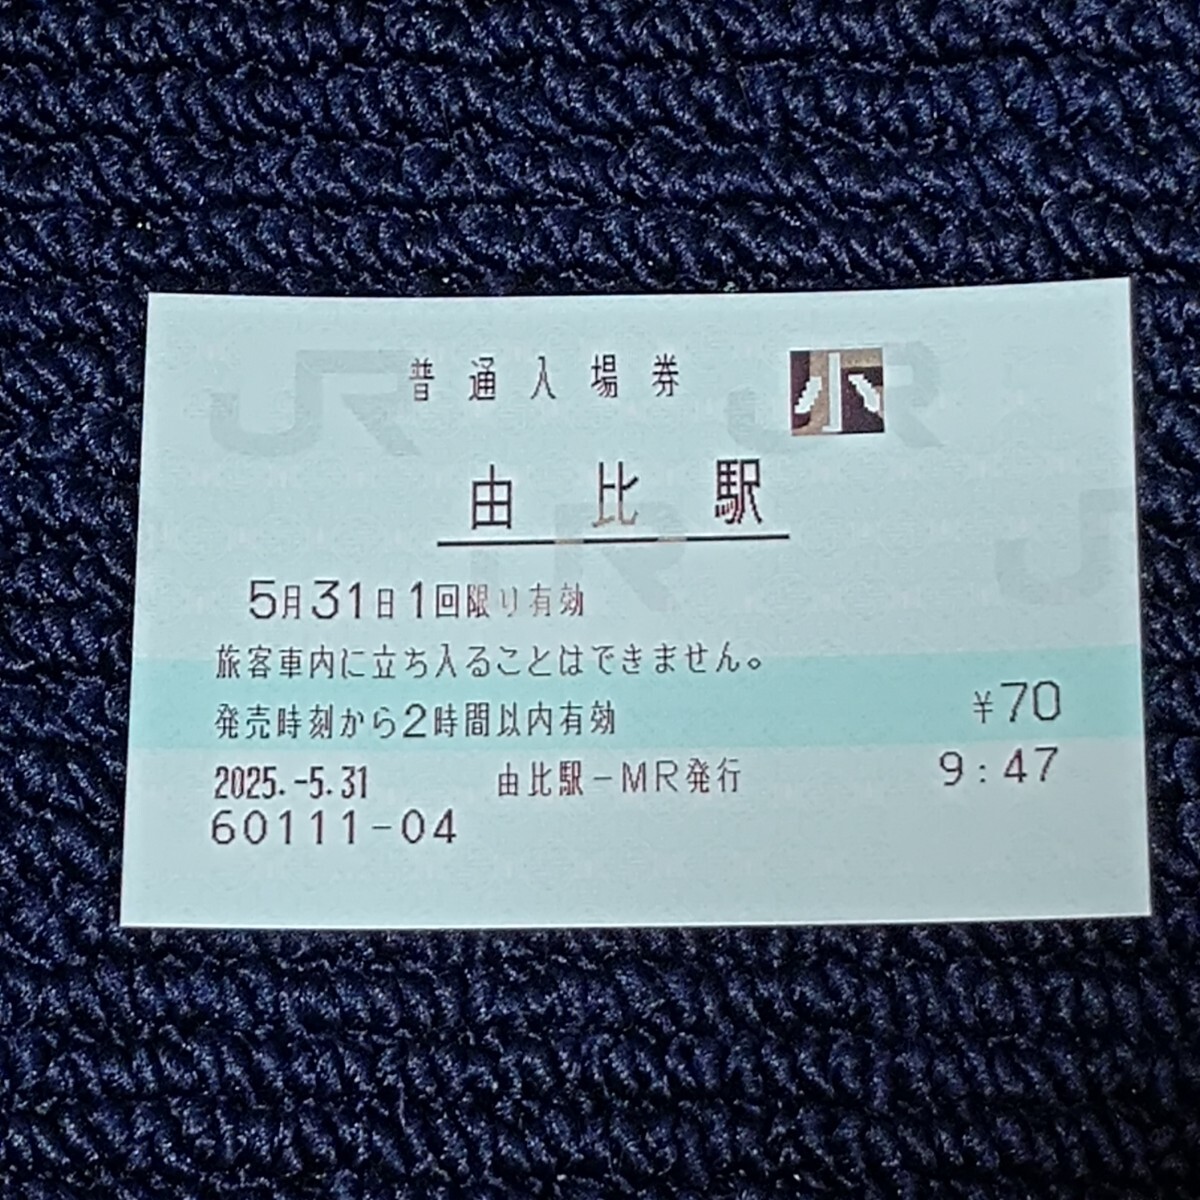 普通入場券 小
由比駅
5月31日1回限り有効
旅客車内に立ち入ることはできません。
発売時刻から2時間以内有効 ¥70
2025.-5.31 由比駅-MR発行 9:47
60111-04